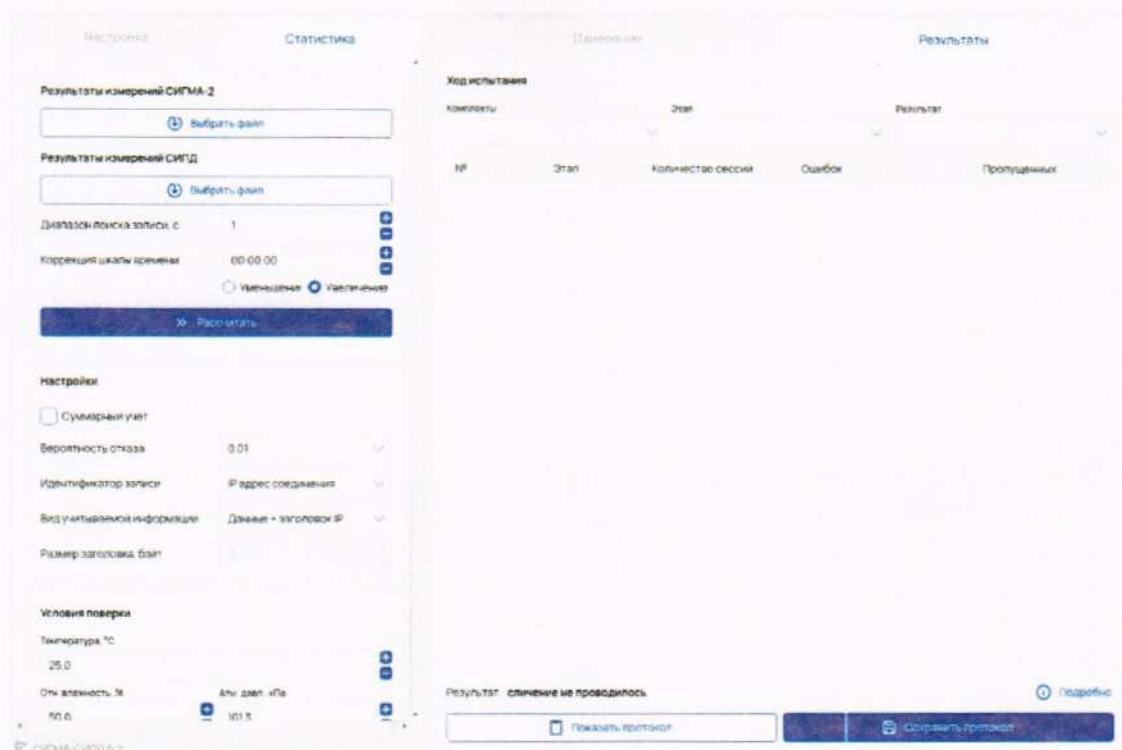 Настройка
Статистика
Измерение
Результаты
Результаты измерений СИГМА-2
Выбрать файл
Результаты измерений СИПД
Выбрать файл
Диапазон поиска записи, с
1
Коррекция шкалы времени
00:00:00
Уменьшение
Увеличение
Рассчитать
Настройки
Суммарный учет
Вероятность отказа
0.01
Идентификатор записи
IP адрес соединения
Вид учитываемой информации
Данные + заголовок IP
Размер заголовка, байт
Условия поверки
Температура, °C
25.0
Отн. влажность, %
Атм. давл., кПа
50.0
101.3
Ход испытания
Комплекты
Этап
Результат
№
Этап
Количество сессий
Ошибок
Пропущенных
Результат: сличение не проводилось
Подробно
Показать протокол
Сохранить протокол